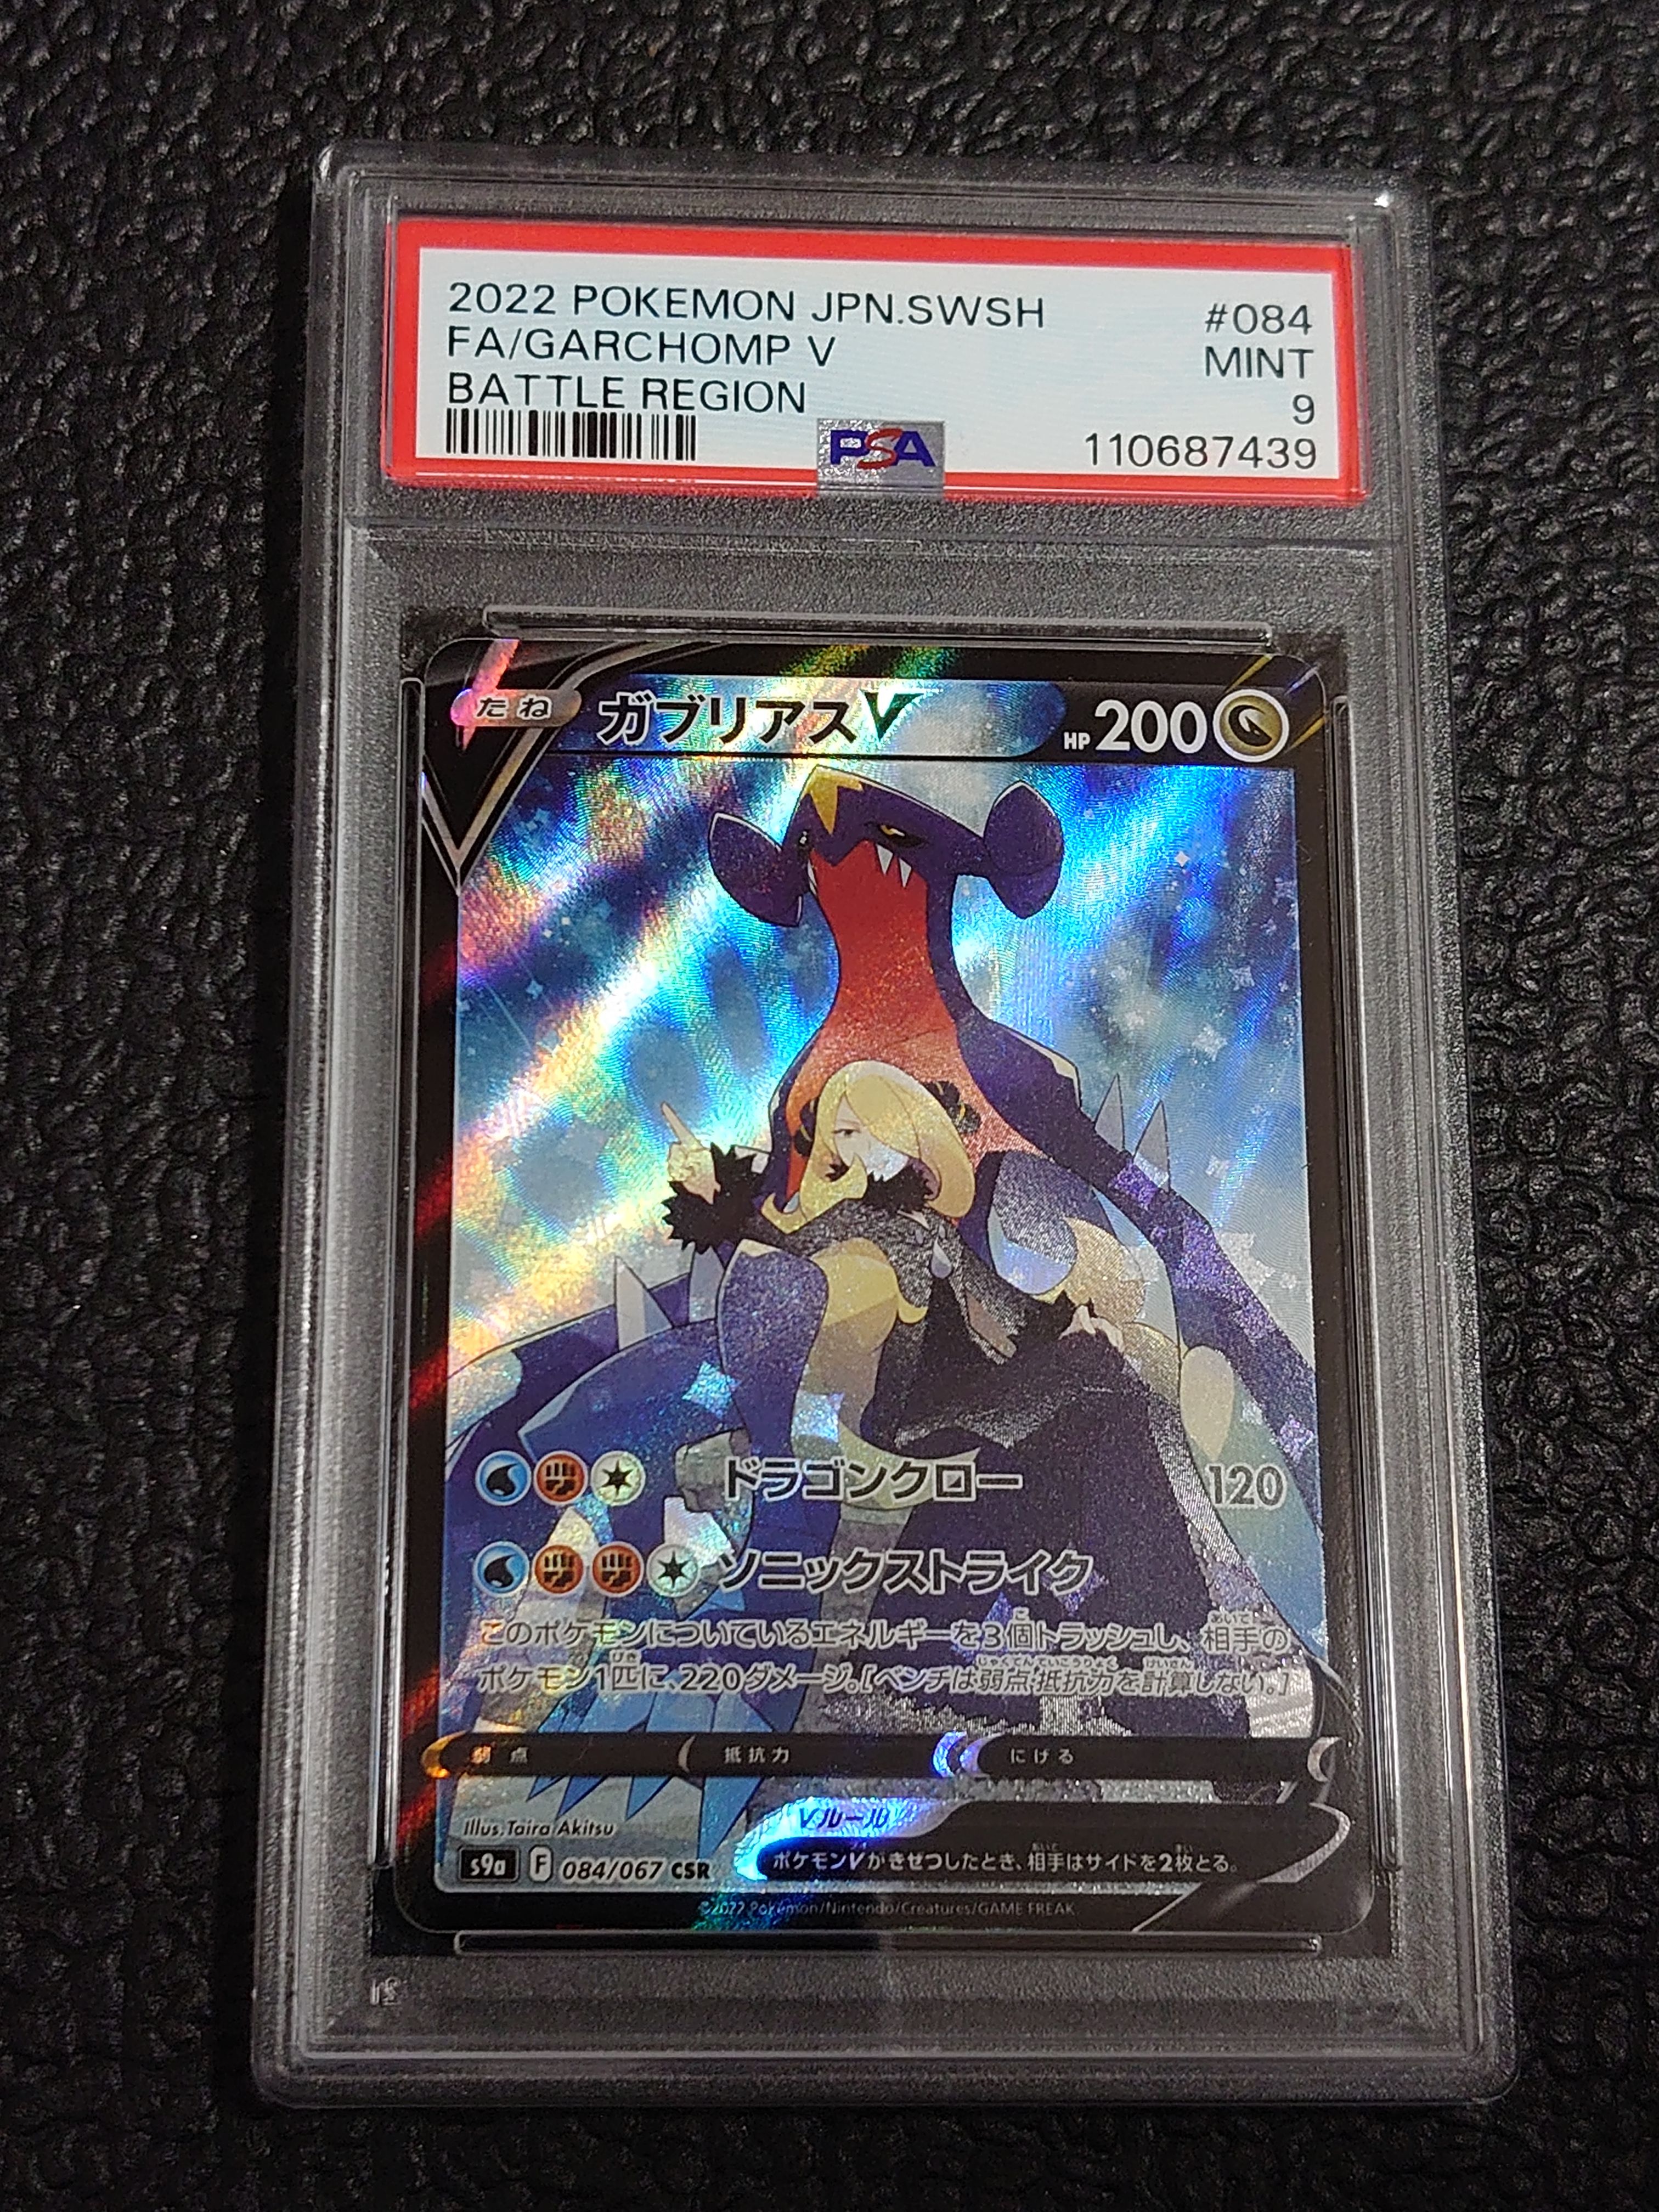 2022 POKEMON JPN.SWSH #084
FA/GARCHOMP V MINT
BATTLE REGION 9
PSA 110687439
たね ガブリアスV HP200
ドラゴンクロー 120
ソニックストライク
このポケモンについているエネルギーを3個トラッシュし、相手の
ポケモン1匹に、220ダメージ。[ベンチは弱点・抵抗力を計算しない。]
弱点 抵抗力 にげる
Illus. Taira Akitsu
Vルール
ポケモンVがきぜつしたとき、相手はサイドを2枚とる。
s9a F 084/067 CSR
©2022 Pokémon/Nintendo/Creatures/GAME FREAK